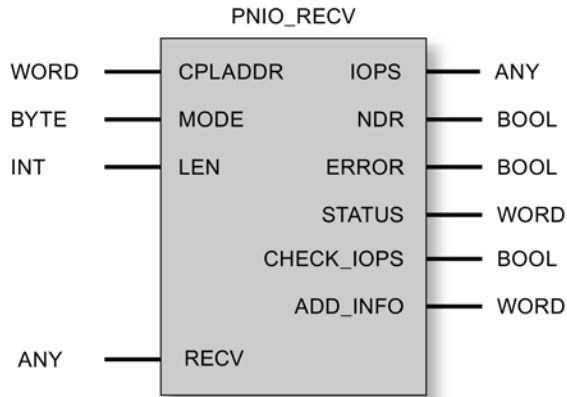 PNIO_RECV
WORD CPLADDR IOPS ANY
BYTE MODE NDR BOOL
INT LEN ERROR BOOL
STATUS WORD
CHECK_IOPS BOOL
ADD_INFO WORD
ANY RECV